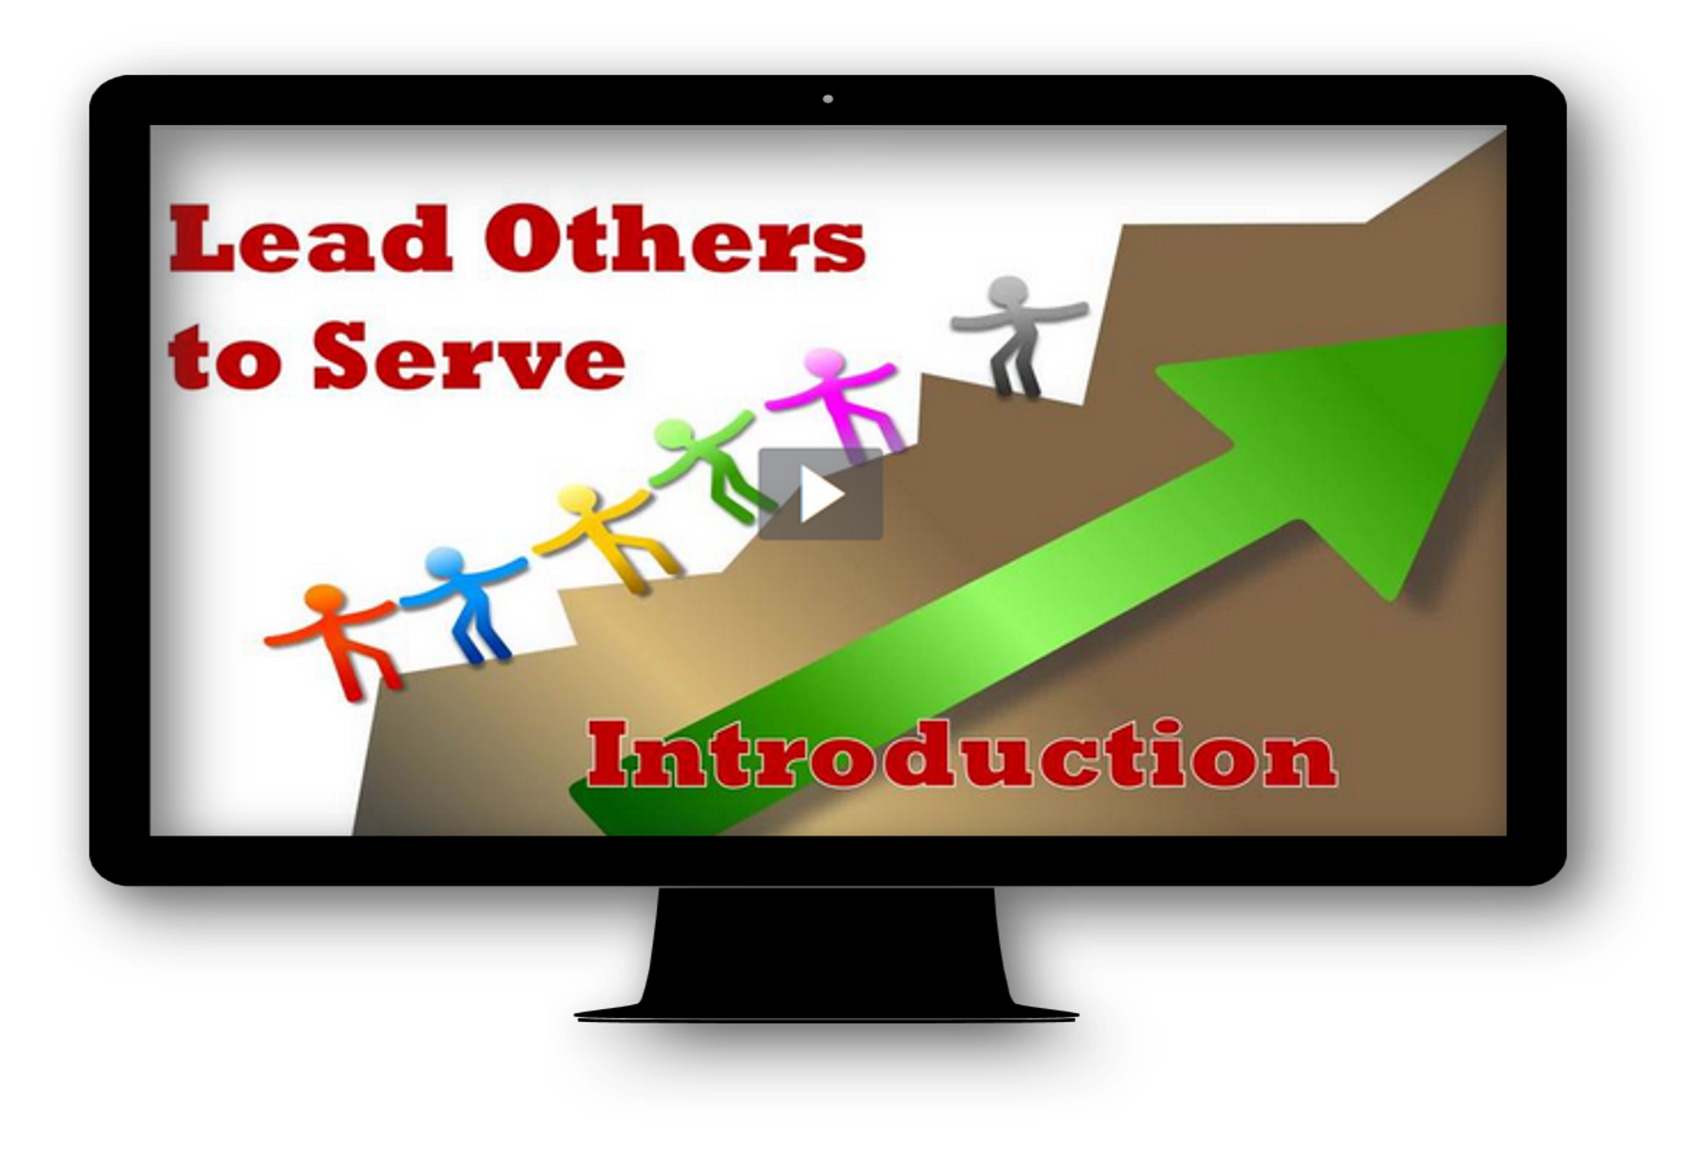 Lead Others
to Serve
Introduction